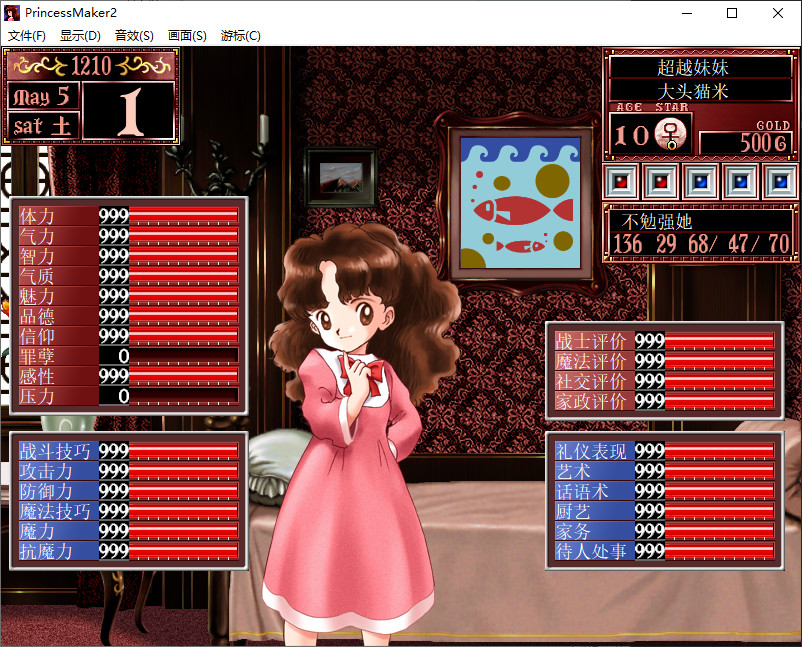 PrincessMaker2
文件(F) 显示(D) 音效(S) 画面(S) 游标(C)
1210
May 5
sat 土
1
超越妹妹
大头猫米
AGE STAR
10
GOLD
500G
不勉强她
136 29 68/ 47/ 70
体力 999
气力 999
智力 999
气质 999
魅力 999
品德 999
信仰 999
罪孽 0
感性 999
压力 0
战士评价 999
魔法评价 999
社交评价 999
家政评价 999
战斗技巧 999
攻击力 999
防御力 999
魔法技巧 999
魔力 999
抗魔力 999
礼仪表现 999
艺术 999
话语术 999
厨艺 999
家务 999
待人处事 999